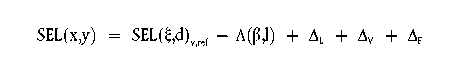 SEL(x,y) = SEL(ξ,d)v,ref − Λ(β,l) + ΔL + ΔV + ΔF